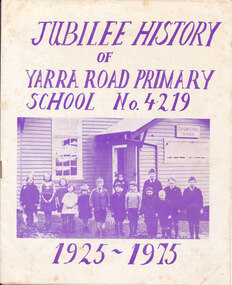 JUBILEE HISTORY
OF
YARRA ROAD PRIMARY
SCHOOL No. 4219
1925~1975